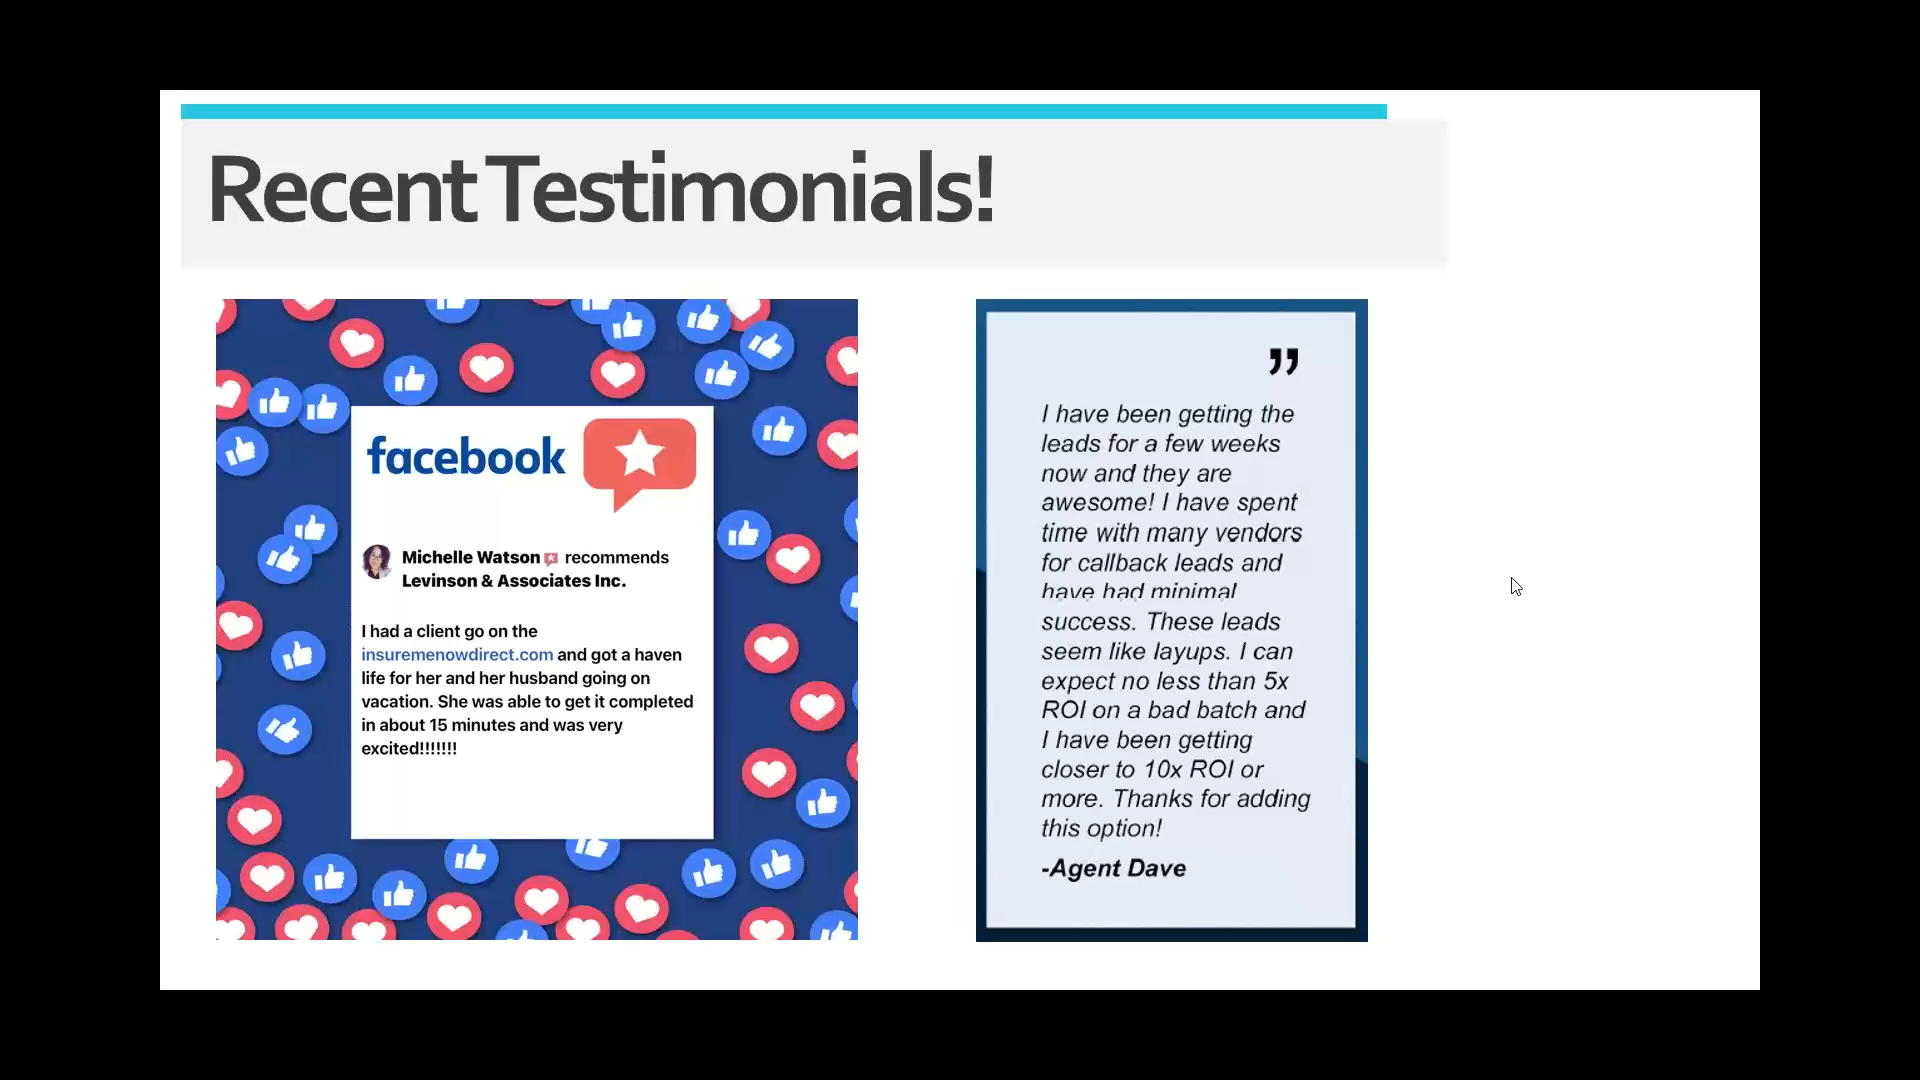 Recent Testimonials!
facebook
Michelle Watson recommends
Levinson & Associates Inc.
I had a client go on the
insuremenowdirect.com and got a haven
life for her and her husband going on
vacation. She was able to get it completed
in about 15 minutes and was very
excited!!!!!!!
”
I have been getting the
leads for a few weeks
now and they are
awesome! I have spent
time with many vendors
for callback leads and
have had minimal
success. These leads
seem like layups. I can
expect no less than 5x
ROI on a bad batch and
I have been getting
closer to 10x ROI or
more. Thanks for adding
this option!
-Agent Dave